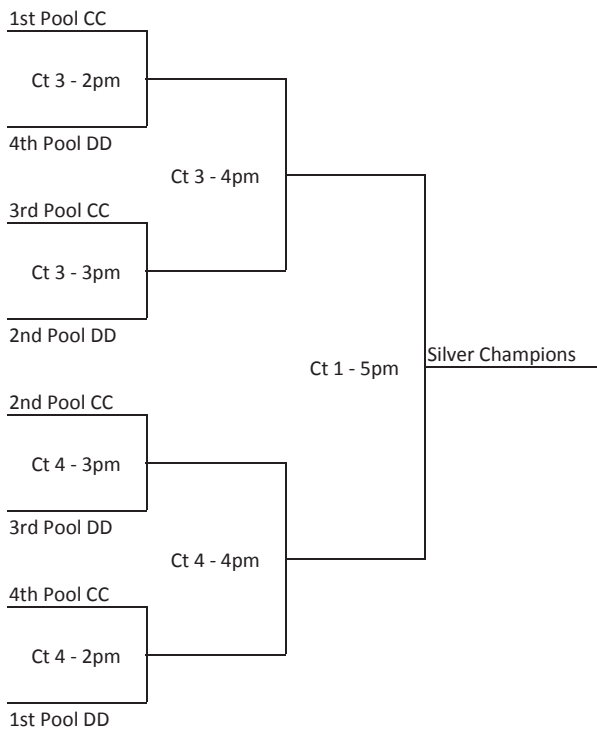 1st Pool CC
Ct 3 - 2pm
4th Pool DD
Ct 3 - 4pm
3rd Pool CC
Ct 3 - 3pm
2nd Pool DD
Silver Champions
Ct 1 - 5pm
2nd Pool CC
Ct 4 - 3pm
3rd Pool DD
Ct 4 - 4pm
4th Pool CC
Ct 4 - 2pm
1st Pool DD